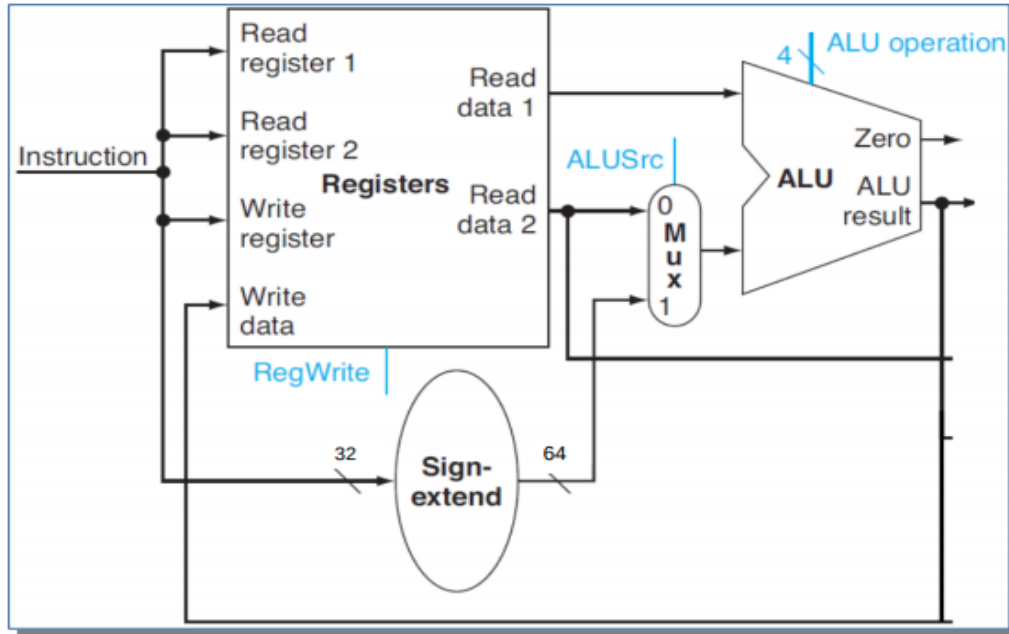 Instruction
Read
register 1
Read
register 2
Write
register
Write
data
Registers
Read
data 1
Read
data 2
RegWrite
32
Sign-
extend
64
ALUSrc
0
M
u
x
1
4
ALU operation
Zero
ALU
ALU
result